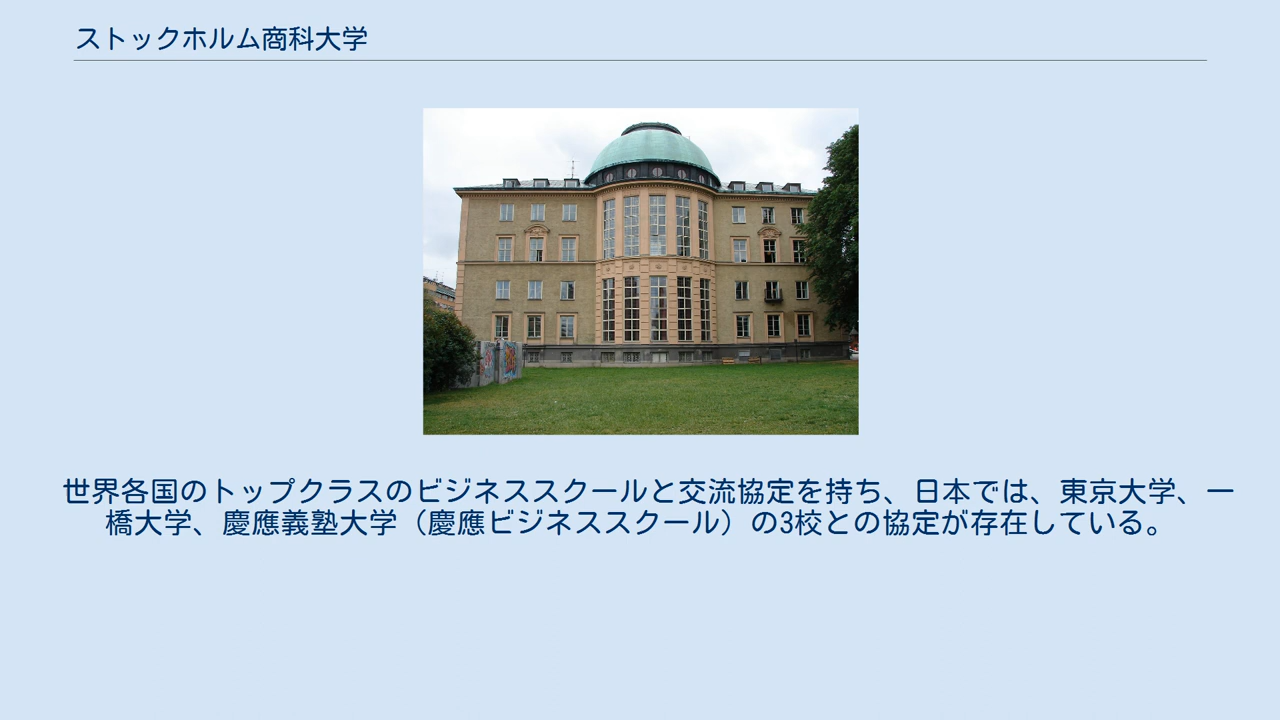 ストックホルム商科大学
世界各国のトップクラスのビジネススクールと交流協定を持ち、日本では、東京大学、一
橋大学、慶應義塾大学（慶應ビジネススクール）の3校との協定が存在している。